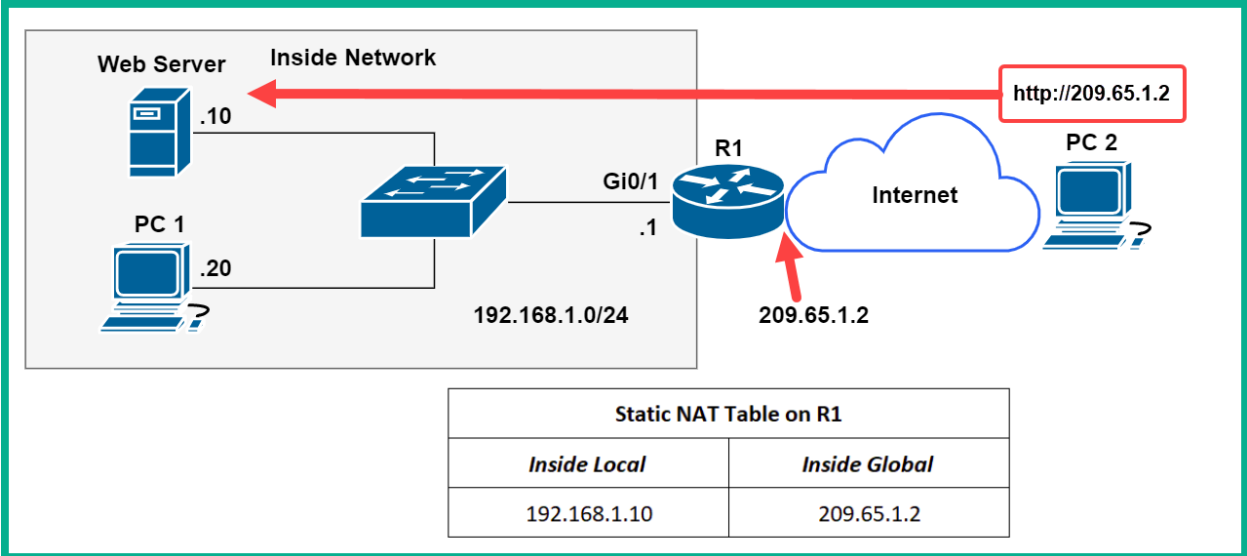 Inside Network
Web Server
http://209.65.1.2
.10
R1
PC 2
Gi0/1
Internet
PC 1
.1
.20
192.168.1.0/24
209.65.1.2
Static NAT Table on R1
Inside Local Inside Global
192.168.1.10 209.65.1.2